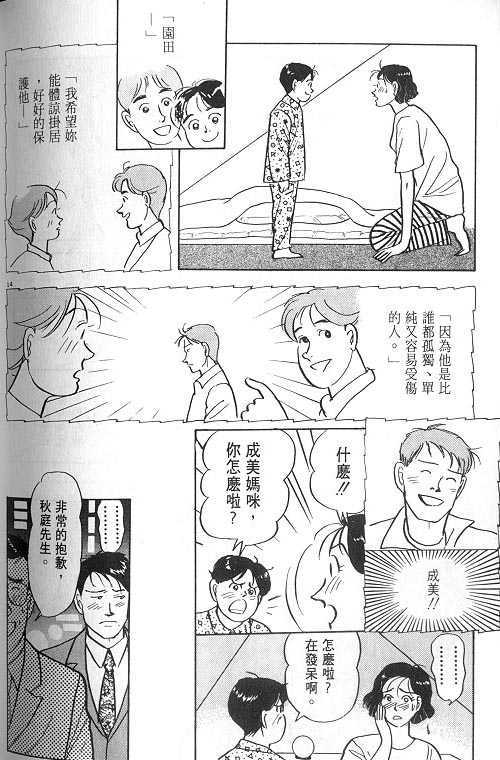 「園田
—」
「我希望妳
能體諒掛居
，好好的保
護他—」
14
「因為他是比
誰都孤獨、單
純又容易受傷
的人。」
成美!!
什麼!!
成美媽咪，
你怎麼啦？
怎麼啦？
在發呆啊。
………
………
非常的抱歉，
秋庭先生。